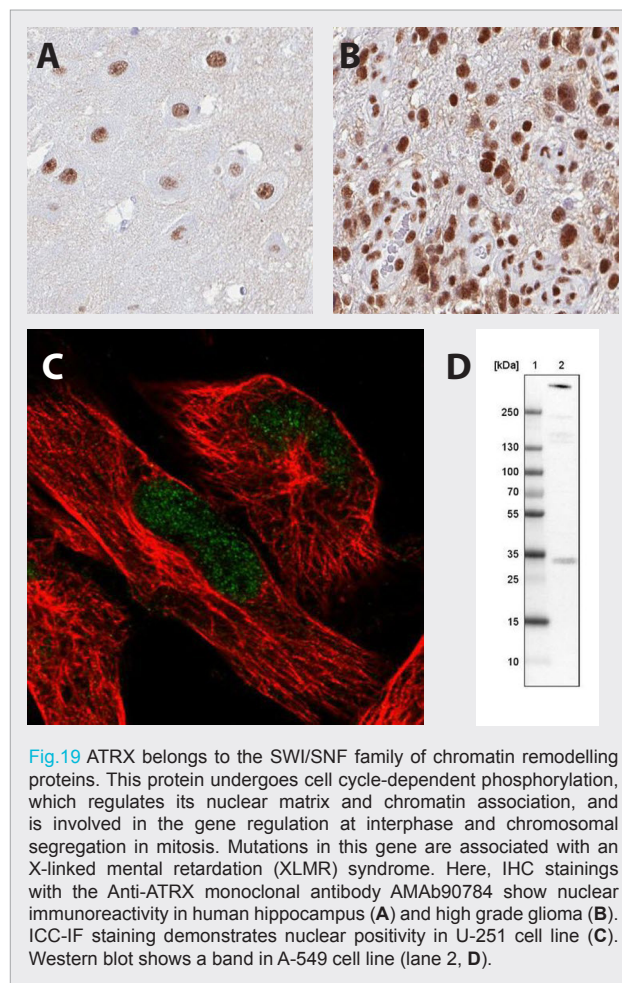 A
B
C
D
[kDa] 1 2
250
130
100
70
55
35
25
15
10
Fig.19 ATRX belongs to the SWI/SNF family of chromatin remodelling
proteins. This protein undergoes cell cycle-dependent phosphorylation,
which regulates its nuclear matrix and chromatin association, and
is involved in the gene regulation at interphase and chromosomal
segregation in mitosis. Mutations in this gene are associated with an
X-linked mental retardation (XLMR) syndrome. Here, IHC stainings
with the Anti-ATRX monoclonal antibody AMAb90784 show nuclear
immunoreactivity in human hippocampus (A) and high grade glioma (B).
ICC-IF staining demonstrates nuclear positivity in U-251 cell line (C).
Western blot shows a band in A-549 cell line (lane 2, D).